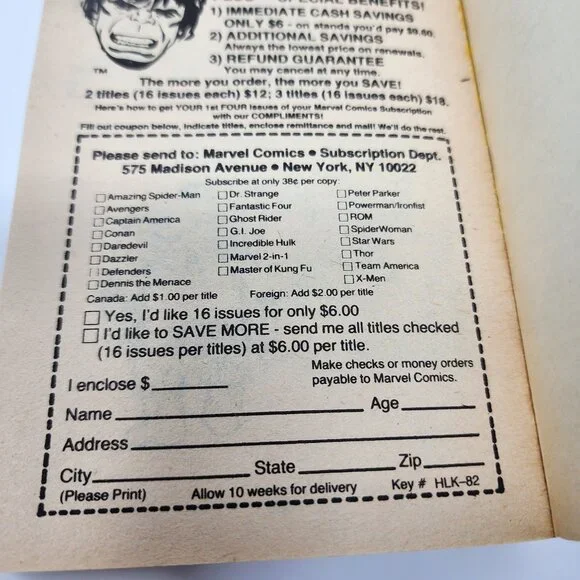 SPECIAL BENEFITS!
1) IMMEDIATE CASH SAVINGS
ONLY $6 - on stands you'd pay $9.60.
2) ADDITIONAL SAVINGS
Always the lowest price on renewals.
3) REFUND GUARANTEE
You may cancel at any time.
TM
The more you order, the more you SAVE!
2 titles (16 issues each) $12; 3 titles (16 issues each) $18.
Here's how to get YOUR 1st FOUR Issues of your Marvel Comics Subscription
with our COMPLIMENTS!
Fill out coupon below, indicate titles, enclose remittance and mail! We'll do the rest.
Please send to: Marvel Comics • Subscription Dept.
575 Madison Avenue • New York, NY 10022
Subscribe at only 38¢ per copy
Amazing Spider-Man
Avengers
Captain America
Conan
Daredevil
Dazzler
Defenders
Dennis the Menace
Dr. Strange
Fantastic Four
Ghost Rider
G.I. Joe
Incredible Hulk
Marvel 2-in-1
Master of Kung Fu
Peter Parker
Powerman/Ironfist
ROM
SpiderWoman
Star Wars
Thor
Team America
X-Men
Canada: Add $1.00 per title Foreign: Add $2.00 per title
Yes, I'd like 16 issues for only $6.00
I'd like to SAVE MORE - send me all titles checked
(16 issues per titles) at $6.00 per title.
Make checks or money orders
payable to Marvel Comics.
I enclose $
Name Age
Address
City State Zip
(Please Print) Allow 10 weeks for delivery Key # HLK-82